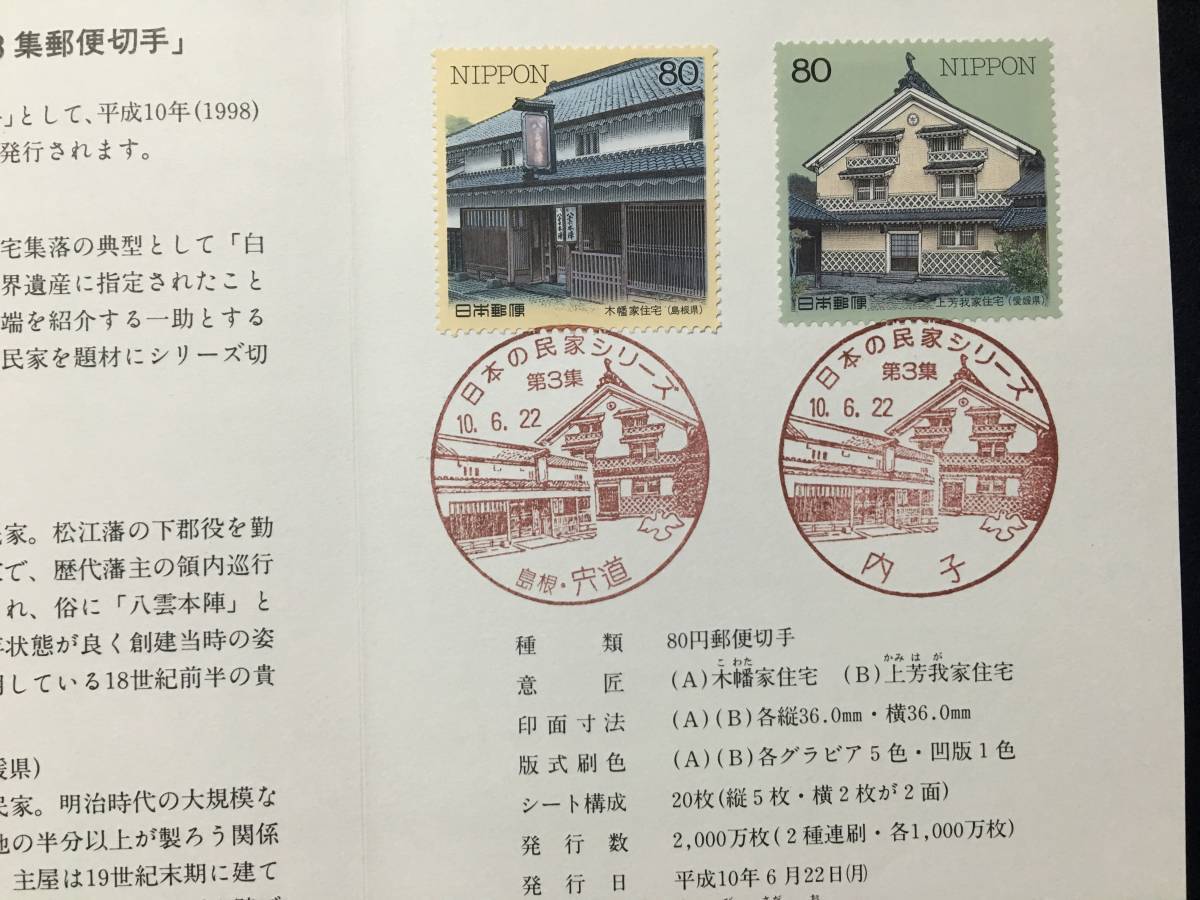 3集郵便切手」
」として、平成10年(1998)
発行されます。
宅集落の典型として「白
界遺産に指定されたこと
端を紹介する一助とする
民家を題材にシリーズ切
家。松江藩の下郡役を勤
で、歴代藩主の領内巡行
れ、俗に「八雲本陣」と
状態が良く創建当時の姿
している18世紀前半の貴
県)
民家。明治時代の大規模な
地の半分以上が製ろう関係
主屋は19世紀末期に建て
NIPPON 80
日本郵便 木幡家住宅(島根県)
80 NIPPON
日本郵便 上芳我家住宅(愛媛県)
日本の民家シリーズ
第3集
10.6.22
島根・宍道
日本の民家シリーズ
第3集
10.6.22
内子
種類 80円郵便切手
こわた かみはが
意匠 (A)木幡家住宅 (B)上芳我家住宅
印面寸法 (A)(B)各縦36.0mm・横36.0mm
版式刷色 (A)(B)各グラビア5色・凹版1色
シート構成 20枚(縦5枚・横2枚が2面)
発行数 2,000万枚(2種連刷・各1,000万枚)
発行日 平成10年6月22日(月)